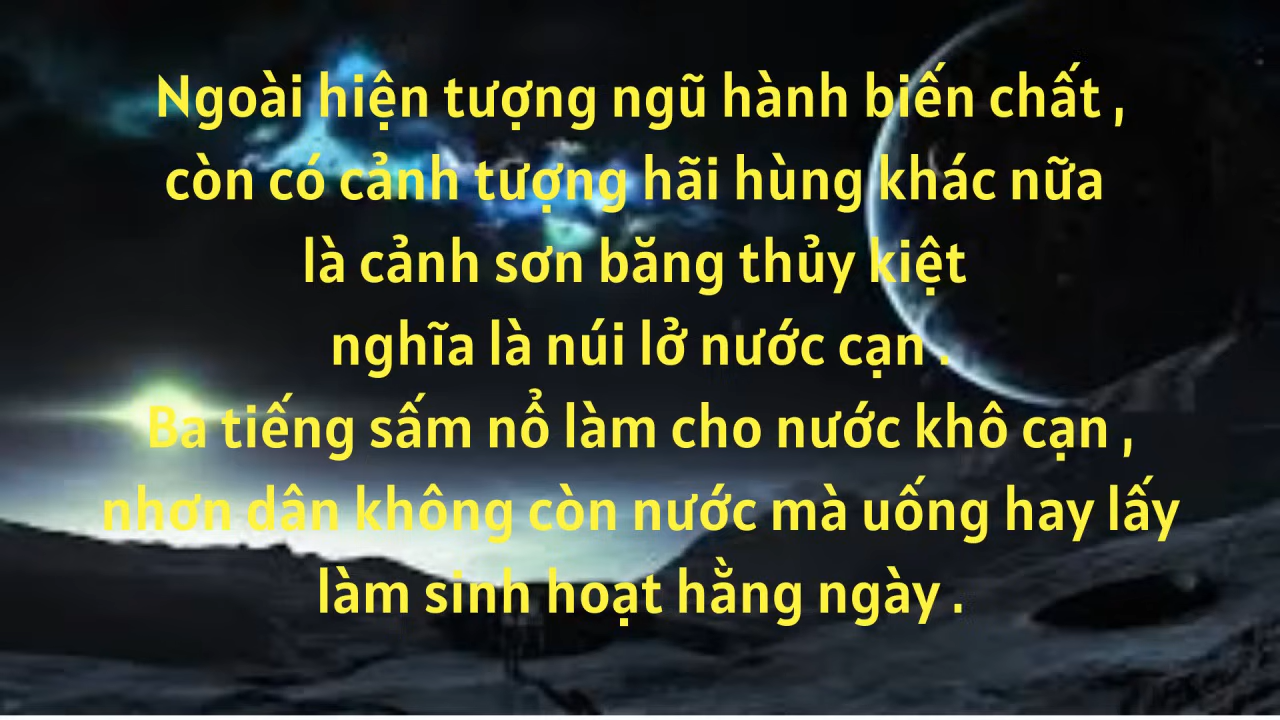 Ngoài hiện tượng ngũ hành biến chất ,
còn có cảnh tượng hãi hùng khác nữa
là cảnh sơn băng thủy kiệt
nghĩa là núi lở nước cạn .
Ba tiếng sấm nổ làm cho nước khô cạn ,
nhơn dân không còn nước mà uống hay lấy
làm sinh hoạt hằng ngày .